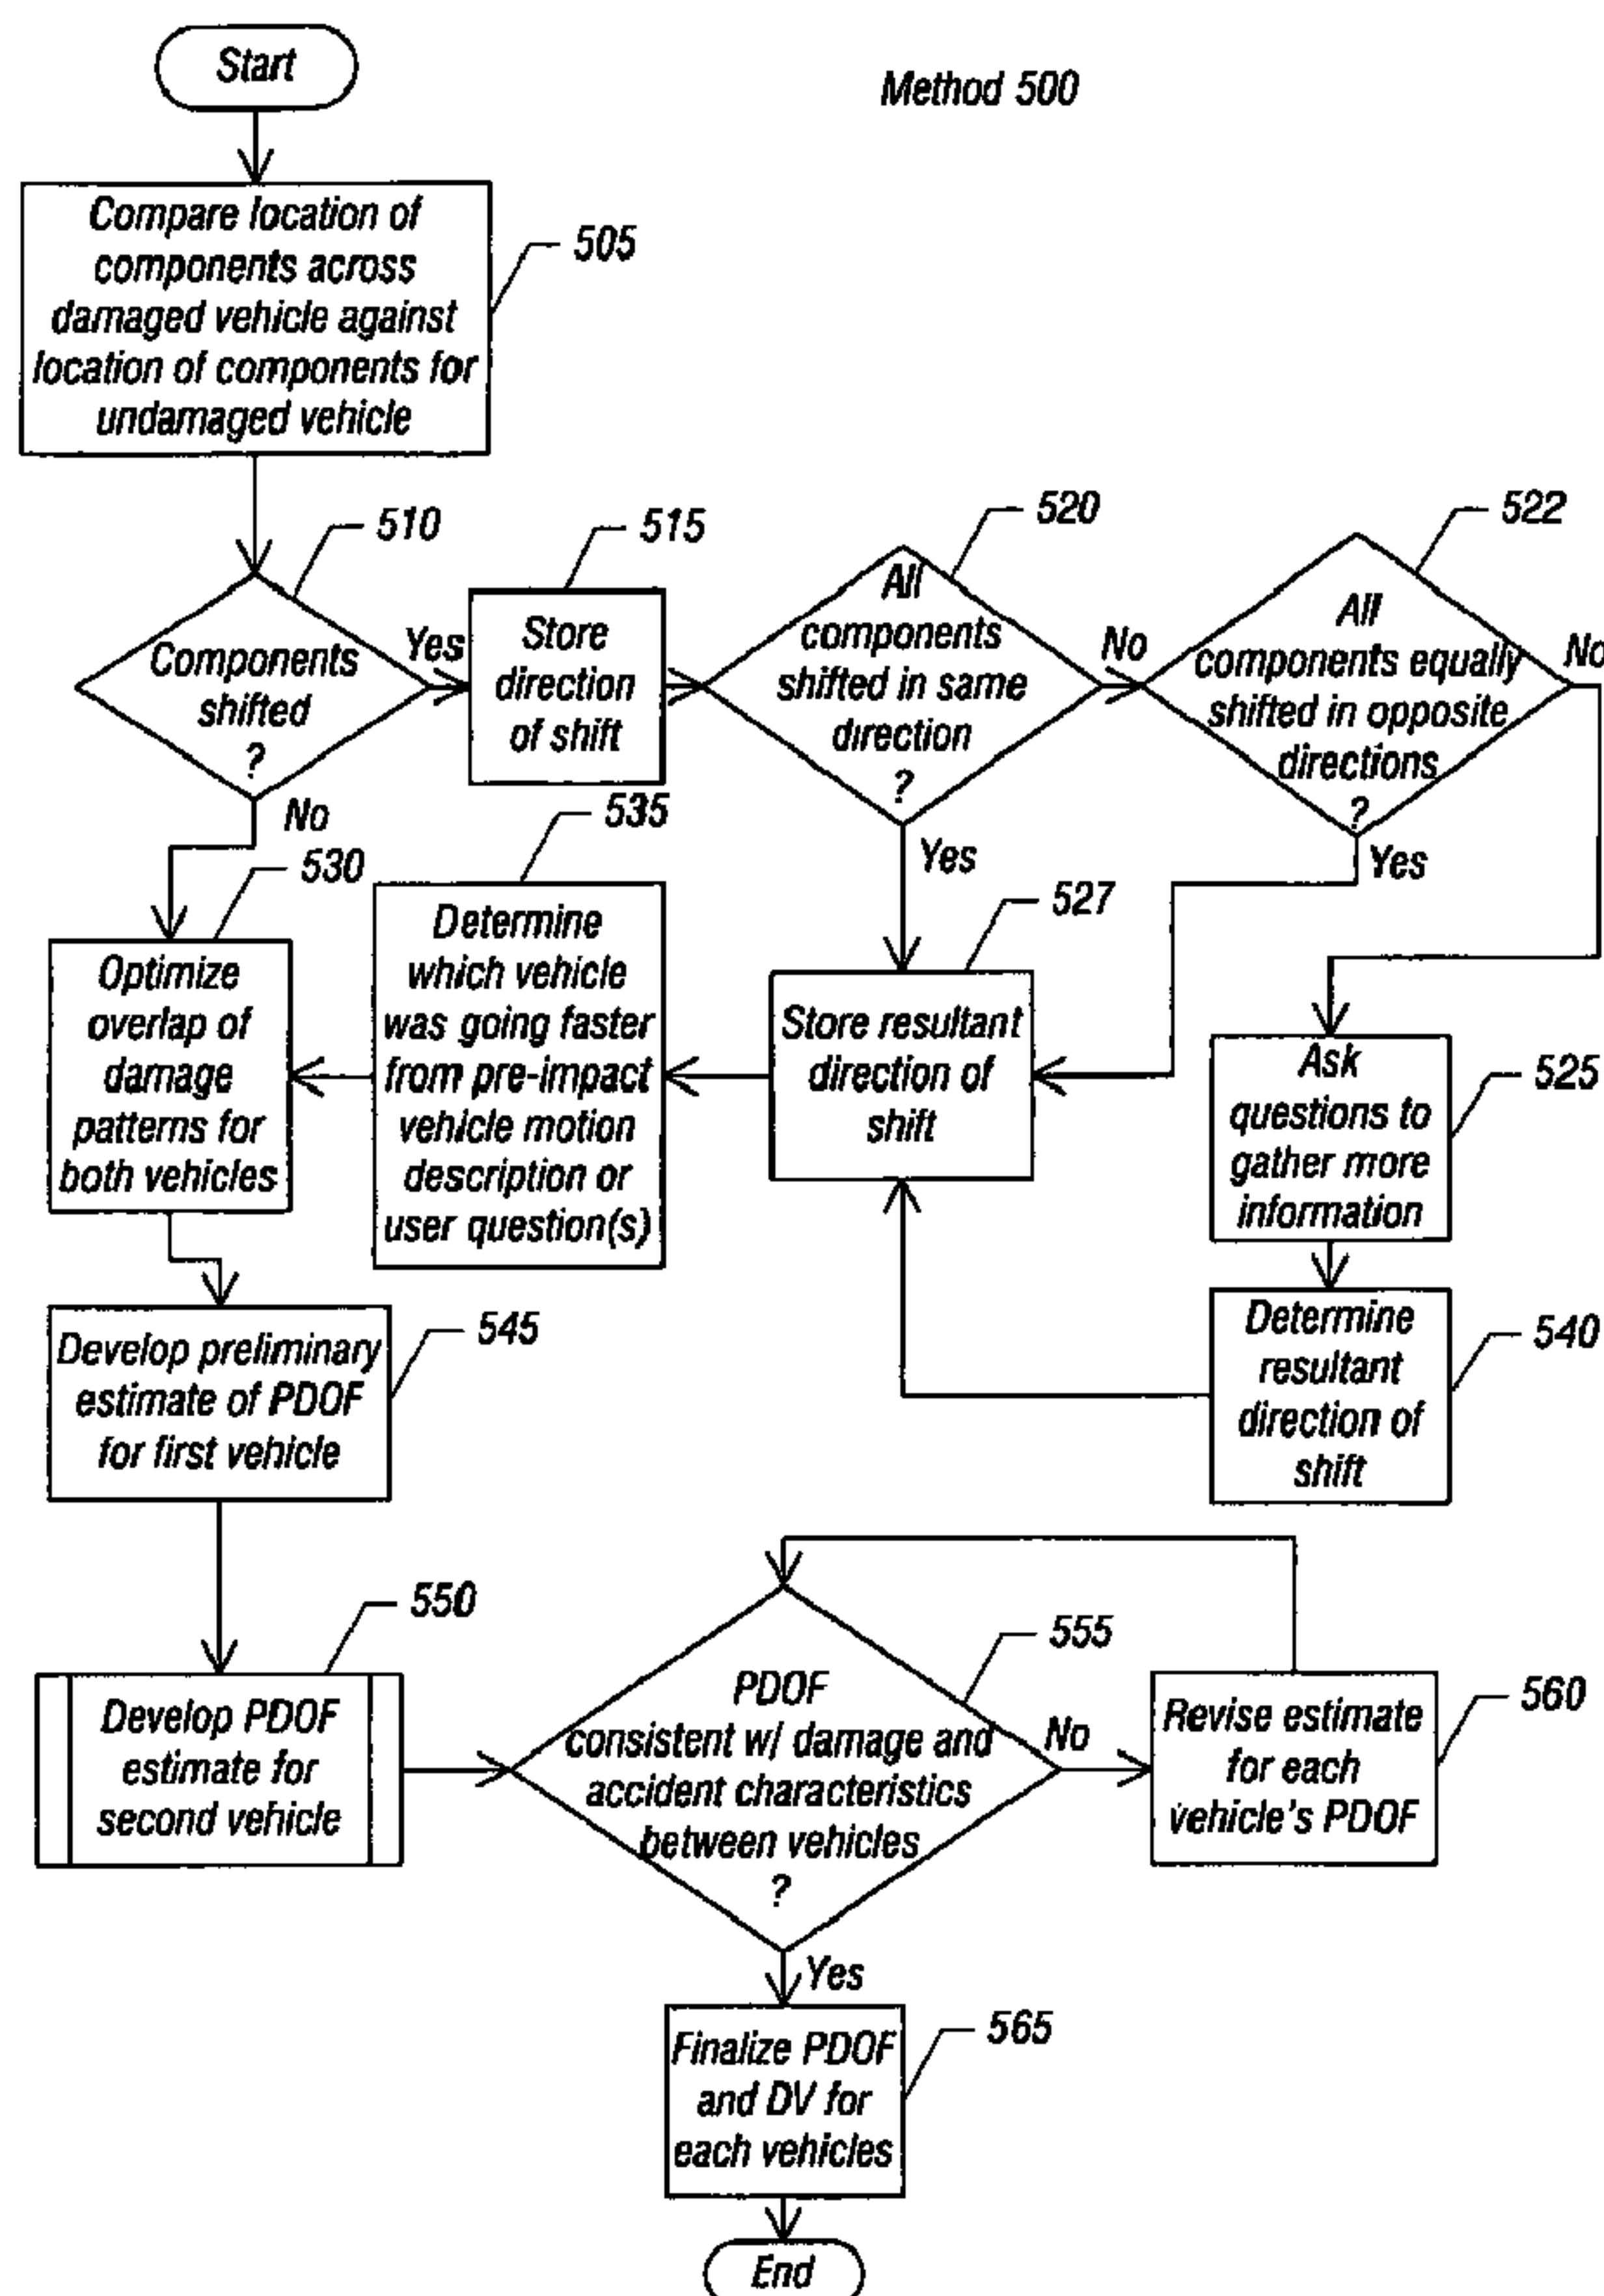 Start
Method 500
Compare location of
components across
damaged vehicle against
location of components for
undamaged vehicle
505
510
Components
shifted
?
Yes
No
515
Store
direction
of shift
520
All
components
shifted in same
direction
?
No
Yes
522
All
components equally
shifted in opposite
directions
?
No
Yes
530
Optimize
overlap of
damage
patterns for
both vehicles
535
Determine
which vehicle
was going faster
from pre-impact
vehicle motion
description or
user question(s)
527
Store resultant
direction of
shift
Ask
questions to
gather more
information
525
Determine
resultant
direction of
shift
540
Develop preliminary
estimate of PDOF
for first vehicle
545
550
Develop PDOF
estimate for
second vehicle
555
PDOF
consistent w/ damage and
accident characteristics
between vehicles
?
No
Yes
Revise estimate
for each
vehicle's PDOF
560
Finalize PDOF
and DV for
each vehicles
565
End